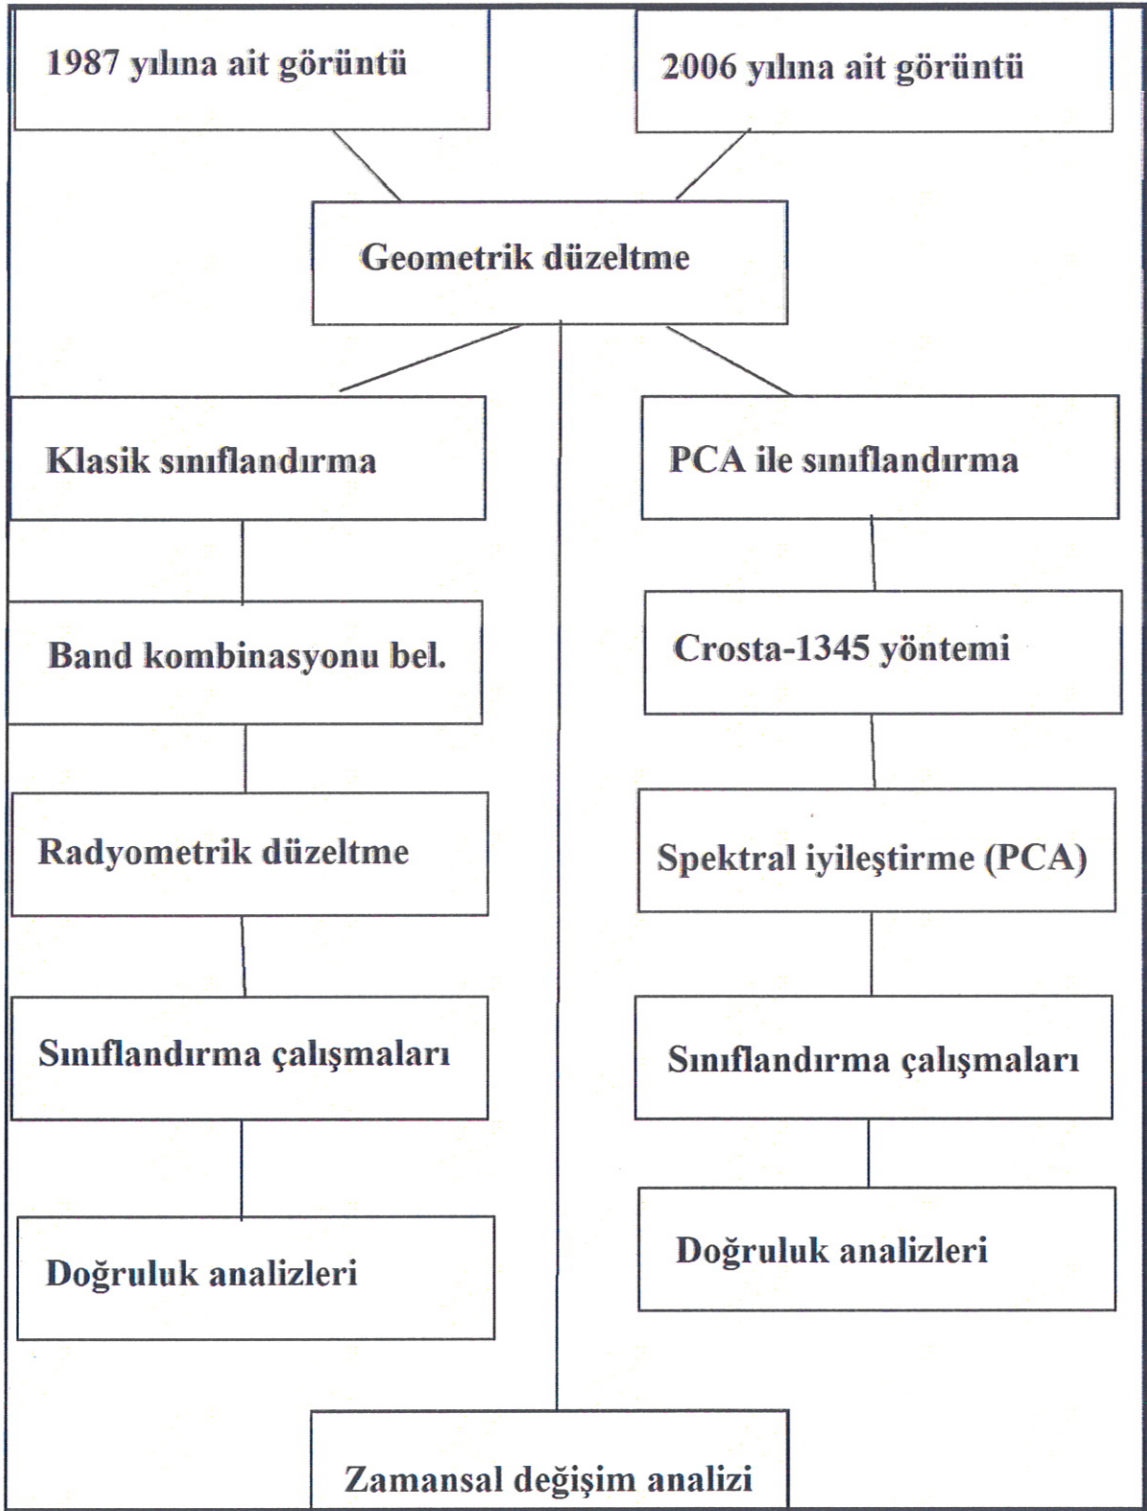 1987 yılına ait görüntü
2006 yılına ait görüntü
Geometrik düzeltme
Klasik sınıflandırma
PCA ile sınıflandırma
Band kombinasyonu bel.
Crosta-1345 yöntemi
Radyometrik düzeltme
Spektral iyileştirme (PCA)
Sınıflandırma çalışmaları
Sınıflandırma çalışmaları
Doğruluk analizleri
Doğruluk analizleri
Zamansal değişim analizi